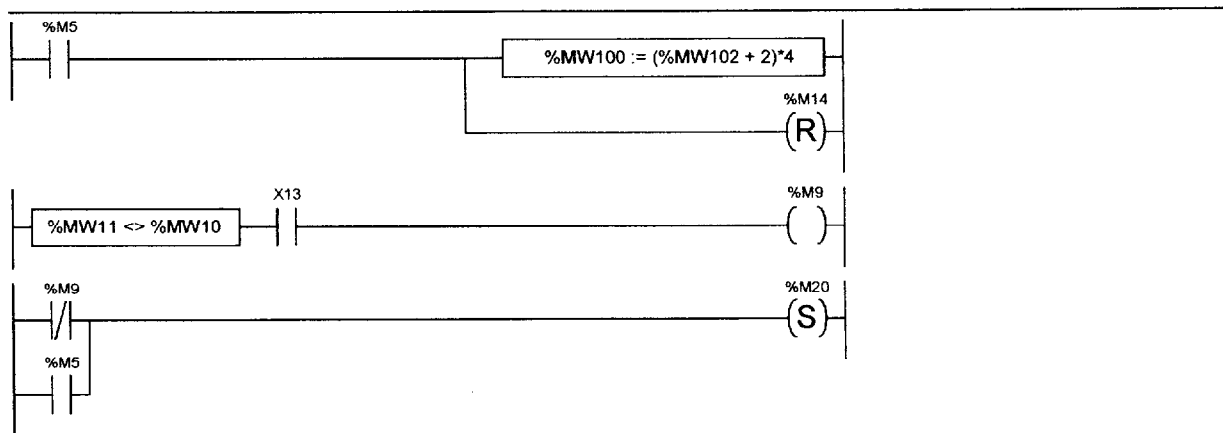 %M5
%MW100 := (%MW102 + 2)*4
%M14
R
X13
%M9
%MW11 <> %MW10
%M9
%M20
S
%M5